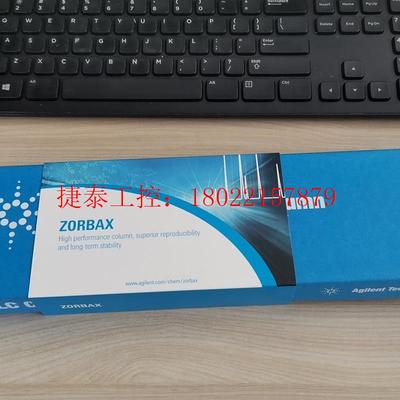 捷泰工控：18022157879
ZORBAX
High performance column, superior reproducibility
and long-term stability
www.agilent.com/chem/zorbax
LC C
ZORBAX
Agilent Tec